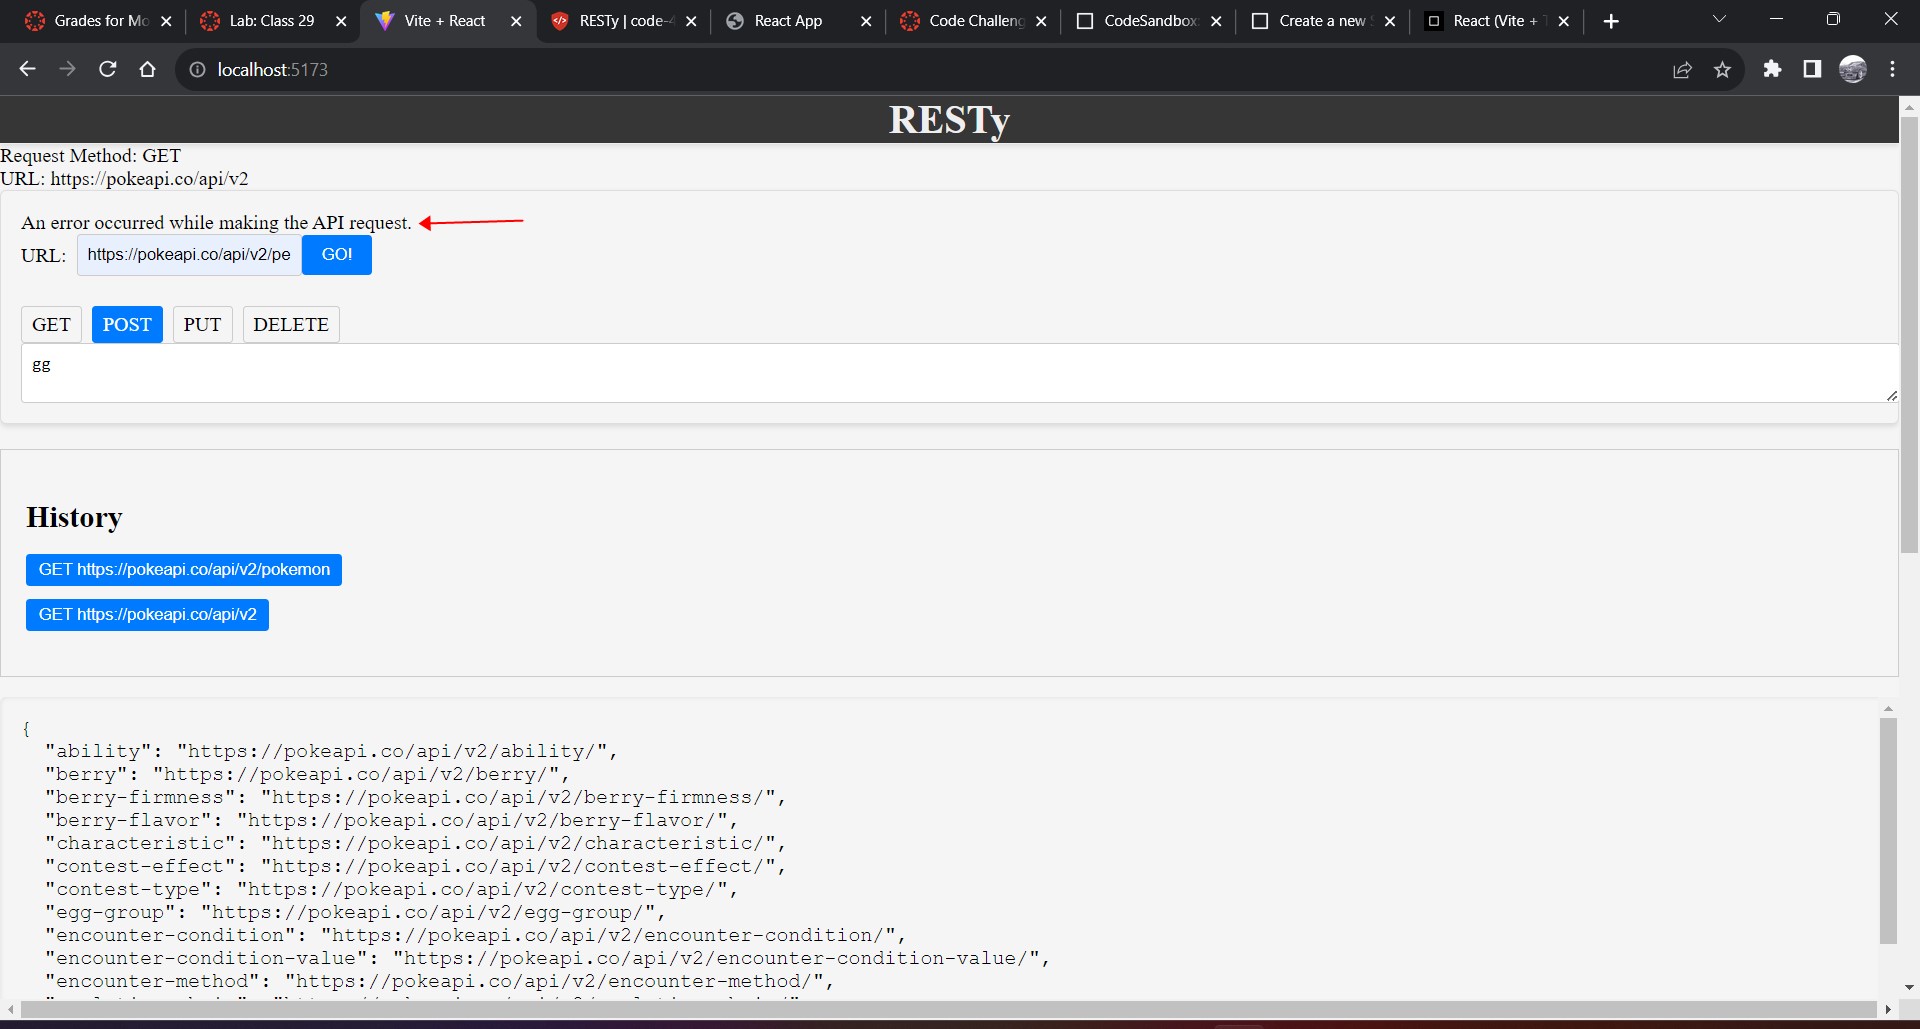 Grades for Mo
Lab: Class 29
Vite + React
RESTy | code-4
React App
Code Challeng
CodeSandbox
Create a new
React (Vite +
localhost:5173
RESTy
Request Method: GET
URL: https://pokeapi.co/api/v2
An error occurred while making the API request.
URL: https://pokeapi.co/api/v2/pe GO!
GET POST PUT DELETE
gg
History
GET https://pokeapi.co/api/v2/pokemon
GET https://pokeapi.co/api/v2
{
"ability": "https://pokeapi.co/api/v2/ability/",
"berry": "https://pokeapi.co/api/v2/berry/",
"berry-firmness": "https://pokeapi.co/api/v2/berry-firmness/",
"berry-flavor": "https://pokeapi.co/api/v2/berry-flavor/",
"characteristic": "https://pokeapi.co/api/v2/characteristic/",
"contest-effect": "https://pokeapi.co/api/v2/contest-effect/",
"contest-type": "https://pokeapi.co/api/v2/contest-type/",
"egg-group": "https://pokeapi.co/api/v2/egg-group/",
"encounter-condition": "https://pokeapi.co/api/v2/encounter-condition/",
"encounter-condition-value": "https://pokeapi.co/api/v2/encounter-condition-value/",
"encounter-method": "https://pokeapi.co/api/v2/encounter-method/",